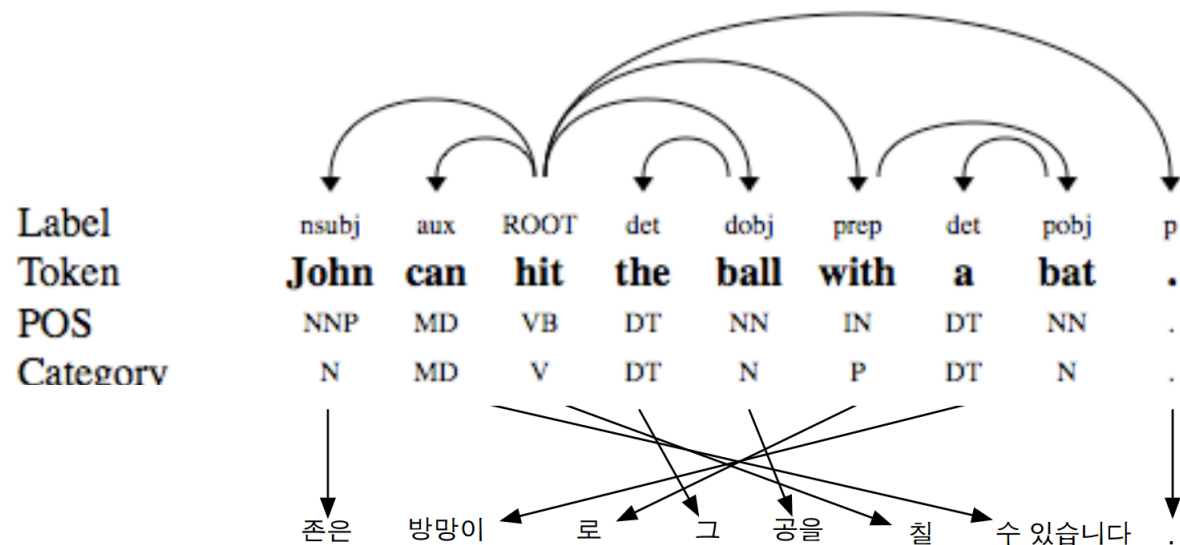 Label nsubj aux ROOT det dobj prep det pobj p
Token John can hit the ball with a bat .
POS NNP MD VB DT NN IN DT NN .
Category N MD V DT N P DT N .
존은 방망이 로 그 공을 칠 수 있습니다 .